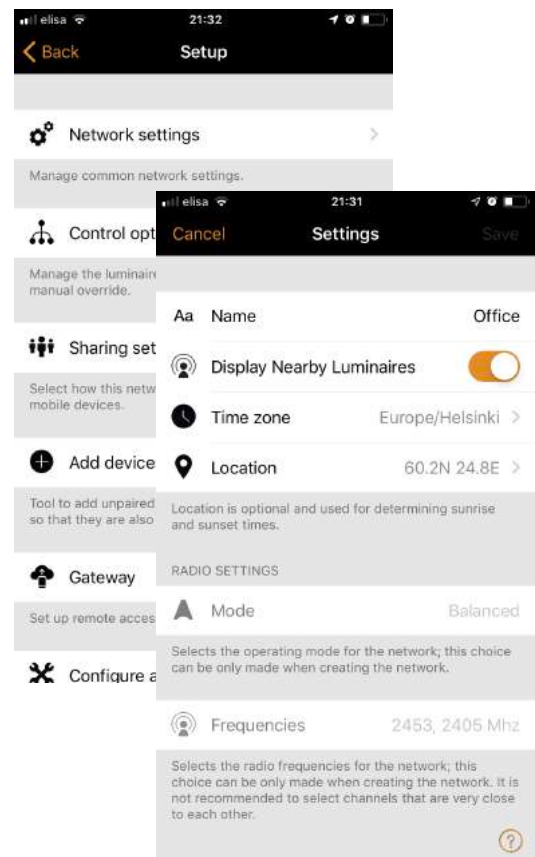 elisa 21:32
Back Setup
Network settings
Manage common network settings.
Control opt
Manage the luminaire
manual override.
Sharing set
Select how this netw
mobile devices.
Add device
Tool to add unpaired
so that they are also
Gateway
Set up remote acces
Configure a
elisa 21:31
Cancel Settings Save
Aa Name Office
Display Nearby Luminaires
Time zone Europe/Helsinki
Location 60.2N 24.8E
Location is optional and used for determining sunrise
and sunset times.
RADIO SETTINGS
Mode Balanced
Selects the operating mode for the network; this choice
can be only made when creating the network.
Frequencies 2453, 2405 Mhz
Selects the radio frequencies for the network; this
choice can be only made when creating the network. It is
not recommended to select channels that are very close
to each other.
?